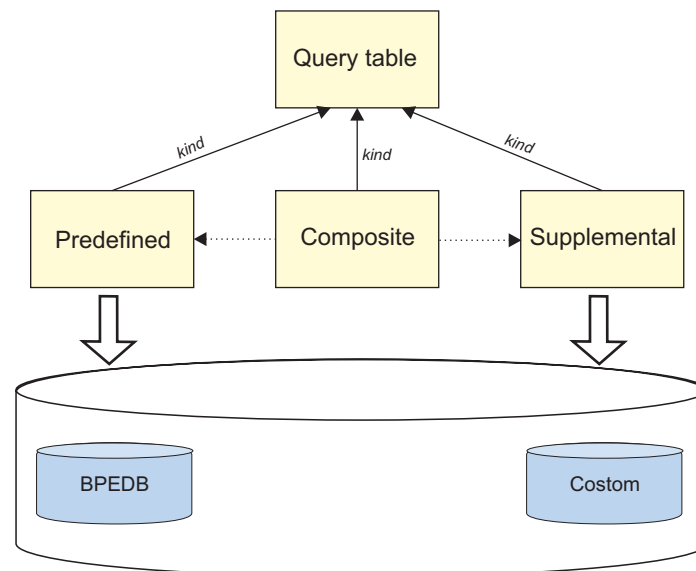 Query table
kind
kind
kind
Predefined
Composite
Supplemental
BPEDB
Costom